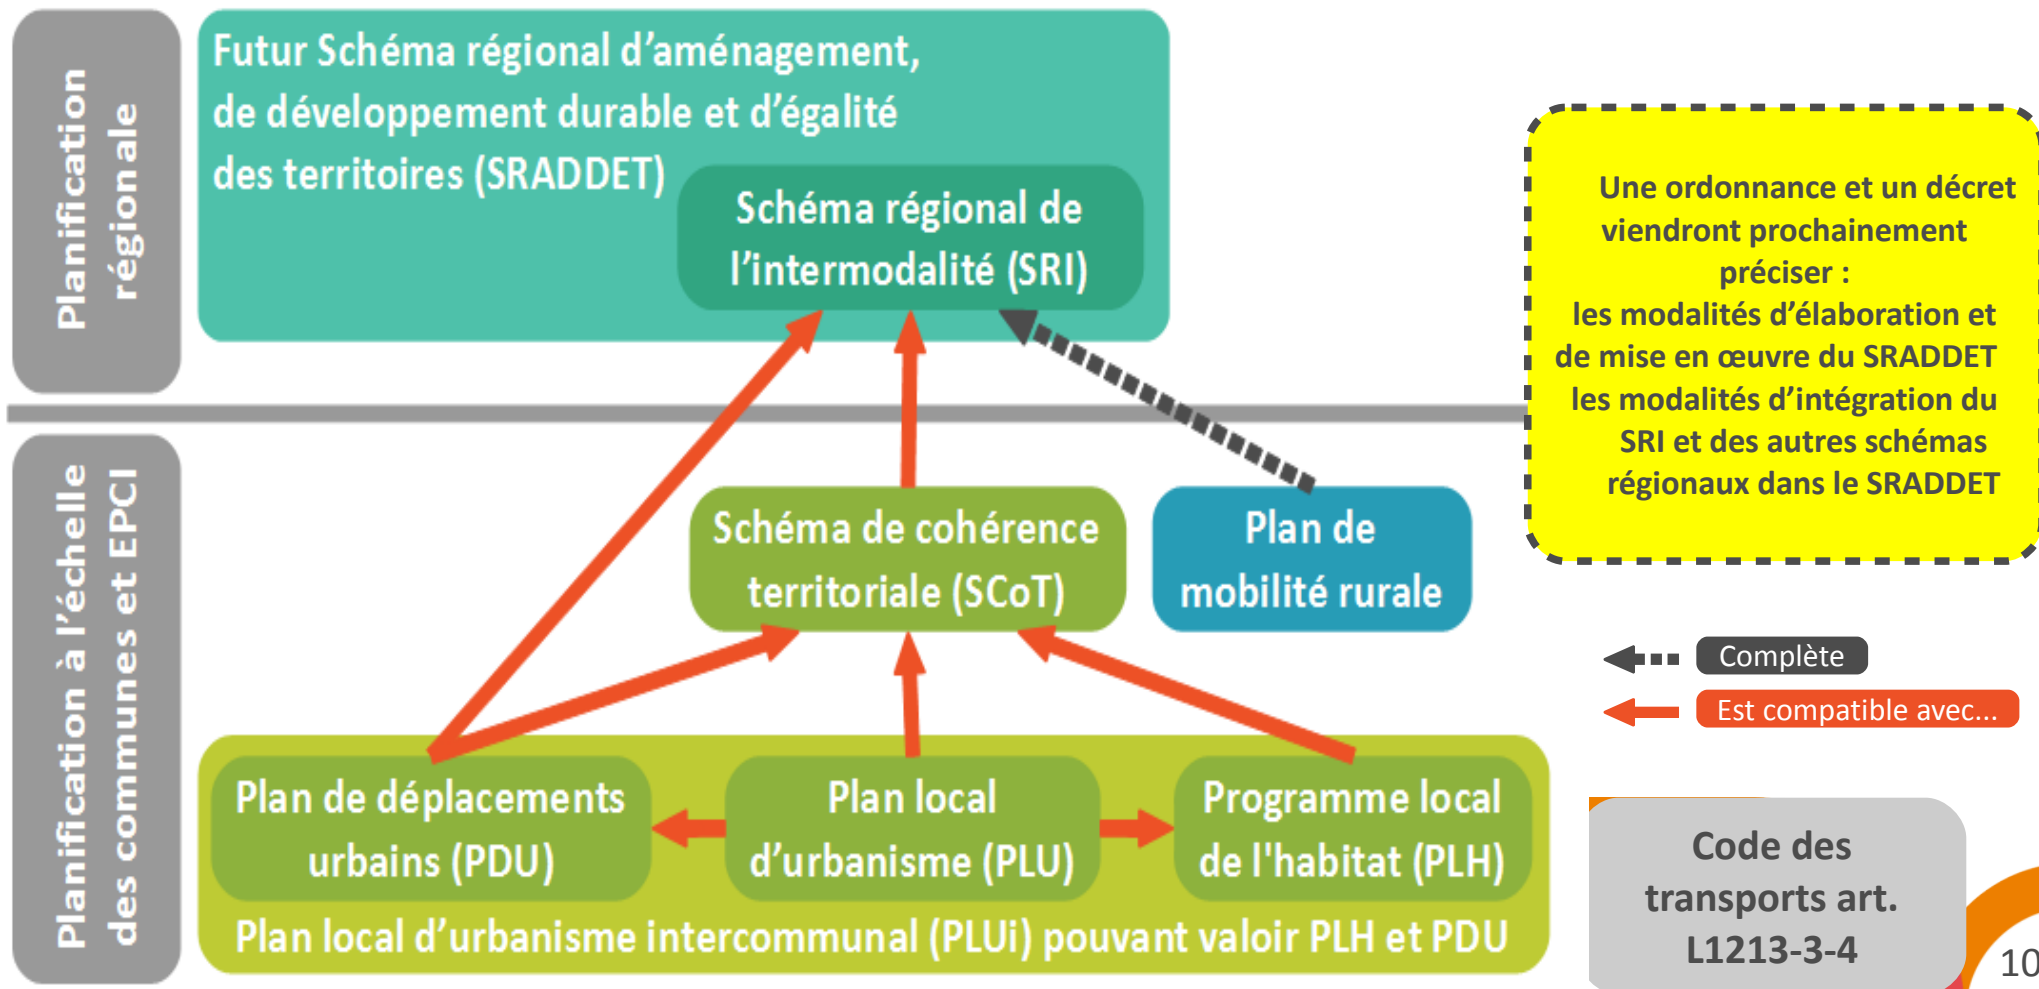 Planification
régionale
Futur Schéma régional d'aménagement,
de développement durable et d'égalité
des territoires (SRADDET)
Schéma régional de
l'intermodalité (SRI)
Une ordonnance et un décret
viendront prochainement
préciser :
les modalités d'élaboration et
de mise en œuvre du SRADDET
les modalités d'intégration du
SRI et des autres schémas
régionaux dans le SRADDET
Planification à l'échelle
des communes et EPCI
Schéma de cohérence
territoriale (SCoT)
Plan de
mobilité rurale
Complète
Est compatible avec...
Plan de déplacements
urbains (PDU)
Plan local
d'urbanisme (PLU)
Programme local
de l'habitat (PLH)
Plan local d'urbanisme intercommunal (PLUi) pouvant valoir PLH et PDU
Code des
transports art.
L1213-3-4
10